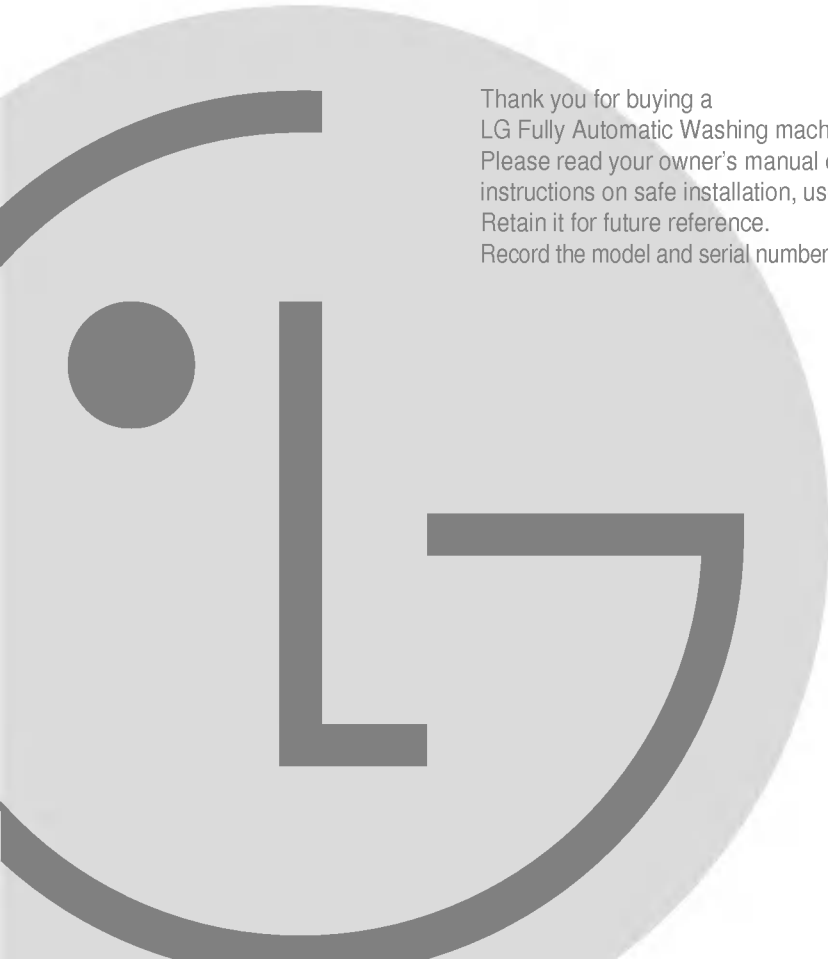 Thank you for buying a
LG Fully Automatic Washing mach
Please read your owner's manual
instructions on safe installation, us
Retain it for future reference.
Record the model and serial number
LG